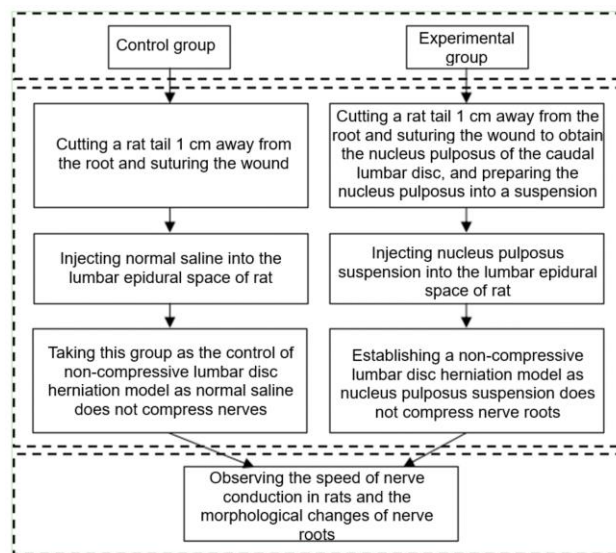 Control group
Experimental
group
Cutting a rat tail 1 cm away from
the root and suturing the wound
Cutting a rat tail 1 cm away from the
root and suturing the wound to obtain
the nucleus pulposus of the caudal
lumbar disc, and preparing the
nucleus pulposus into a suspension
Injecting normal saline into the
lumbar epidural space of rat
Injecting nucleus pulposus
suspension into the lumbar epidural
space of rat
Taking this group as the control of
non-compressive lumbar disc
herniation model as normal saline
does not compress nerves
Establishing a non-compressive
lumbar disc herniation model as
nucleus pulposus suspension does
not compress nerve roots
Observing the speed of nerve
conduction in rats and the
morphological changes of nerve
roots